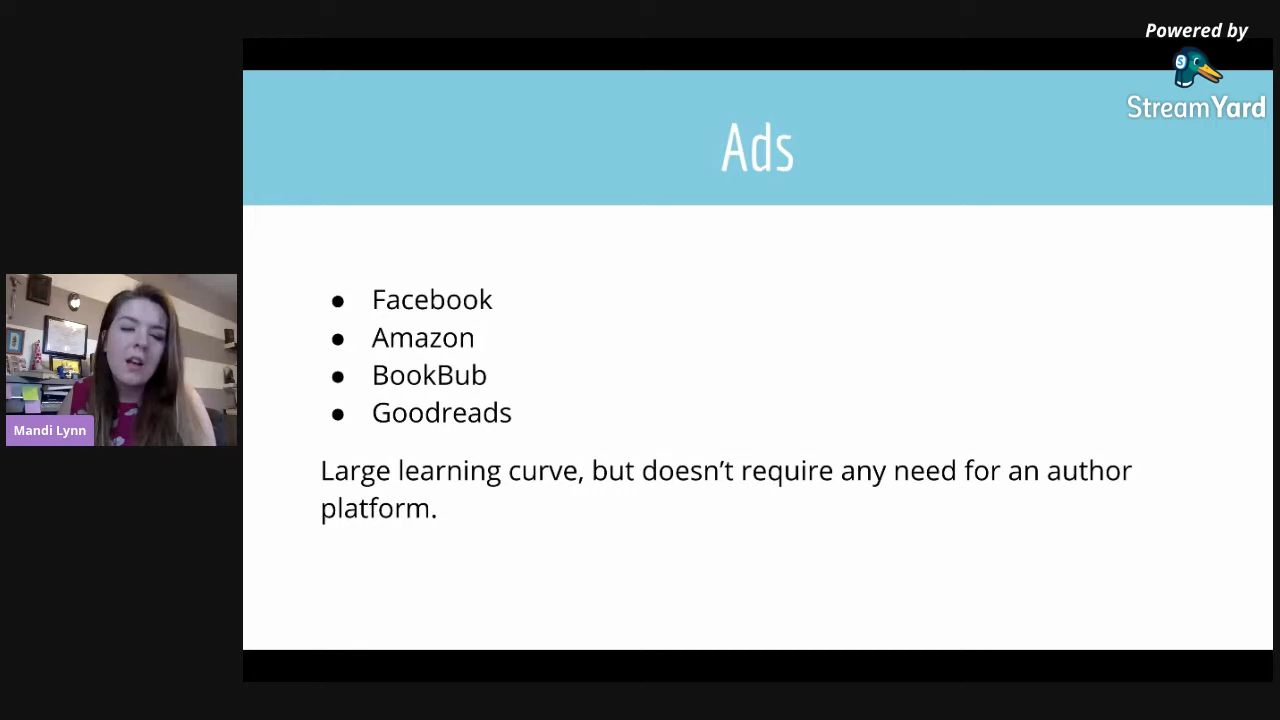 Powered by
StreamYard
Ads
● Facebook
● Amazon
● BookBub
● Goodreads
Large learning curve, but doesn’t require any need for an author
platform.
Mandi Lynn